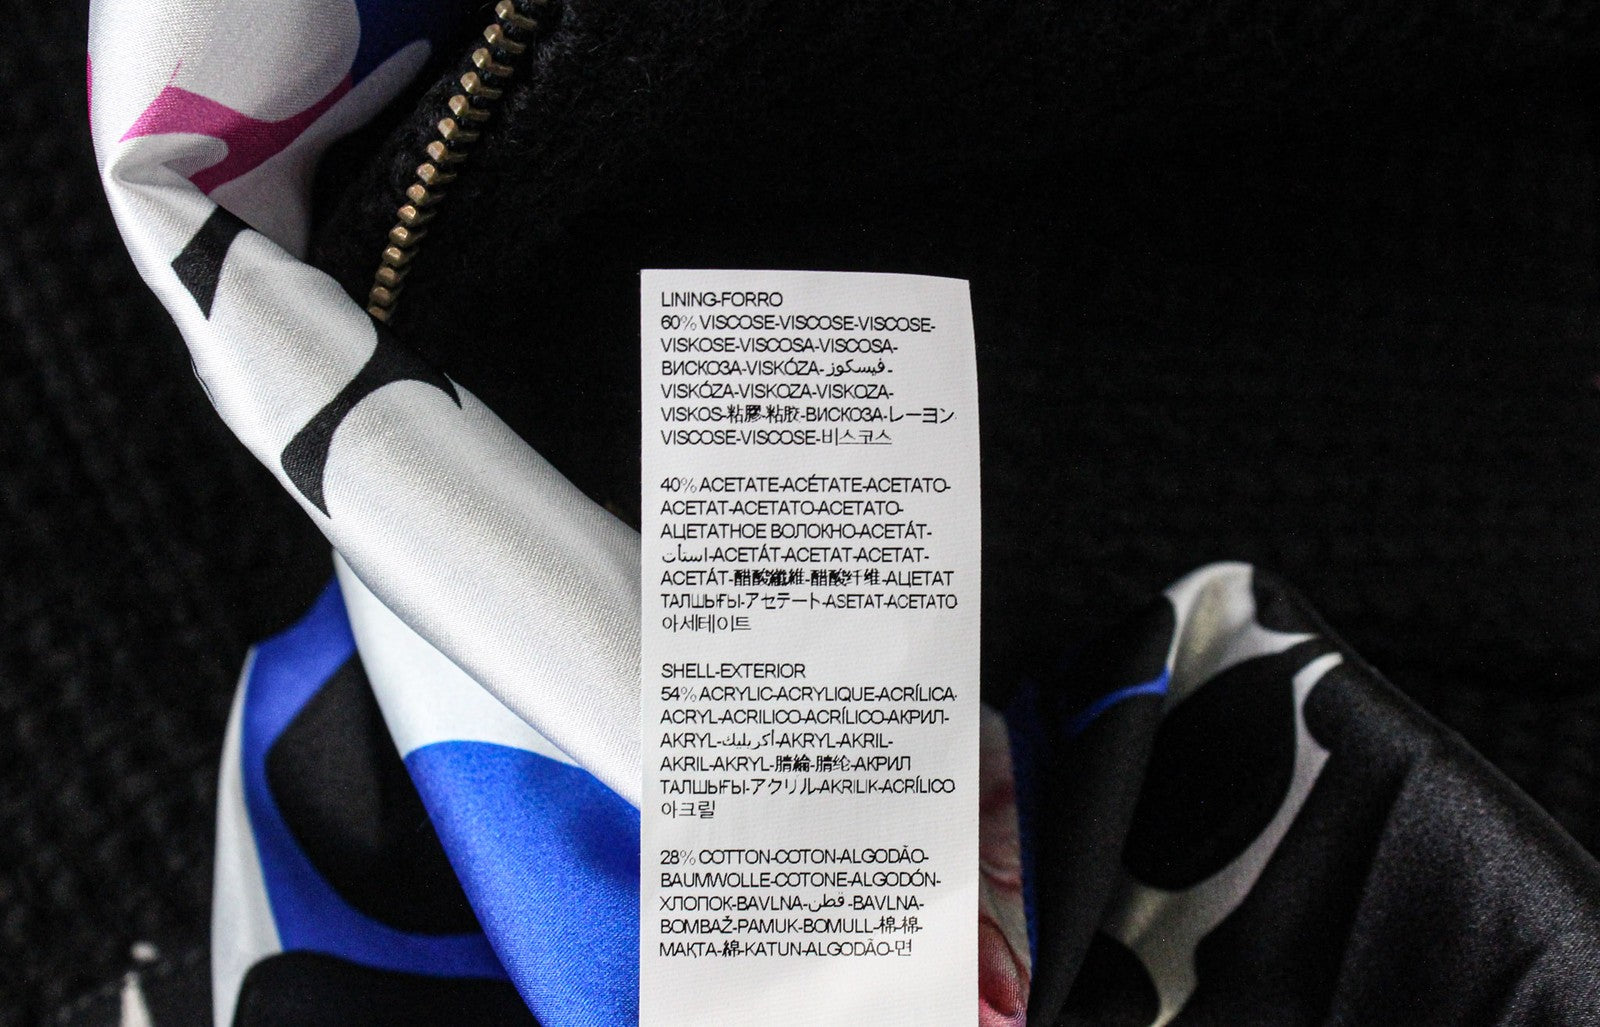 LINING-FORRO
60% VISCOSE-VISCOSE-VISCOSE-
VISKOSE-VISCOSA-VISCOSA-
ВИСКОЗА-VISKÓZA-فيسكوز-
VISKÓZA-VISKOZA-VISKOZA-
VISKOS-粘膠-粘胶-ВИСКОЗА-レーヨン
VISCOSE-VISCOSE-비스코스
40% ACETATE-ACÉTATE-ACETATO-
ACETAT-ACETATO-ACETATO-
АЦЕТАТНОЕ ВОЛОКНО-ACETÁT-
استأت-ACETÁT-ACETAT-ACETAT-
ACETÁT-醋酸纖維-醋酸纤维-АЦЕТАТ
ТАЛШЫҒЫ-アセテート-ASETAT-ACETATO
아세테이트
SHELL-EXTERIOR
54% ACRYLIC-ACRYLIQUE-ACRÍLICA
ACRYL-ACRILICO-ACRÍLICO-АКРИЛ-
AKRYL-أكريليك-AKRYL-AKRIL-
AKRIL-AKRYL-腈綸-腈纶-АКРИЛ
ТАЛШЫҒЫ-アクリル-AKRILIK-ACRÍLICO
아크릴
28% COTTON-COTON-ALGODÃO-
BAUMWOLLE-COTONE-ALGODÓN-
ХЛОПОК-BAVLNA-قطن-BAVLNA-
BOMBAŽ-PAMUK-BOMULL-棉-棉-
МАҚТА-綿-KATUN-ALGODÃO-면